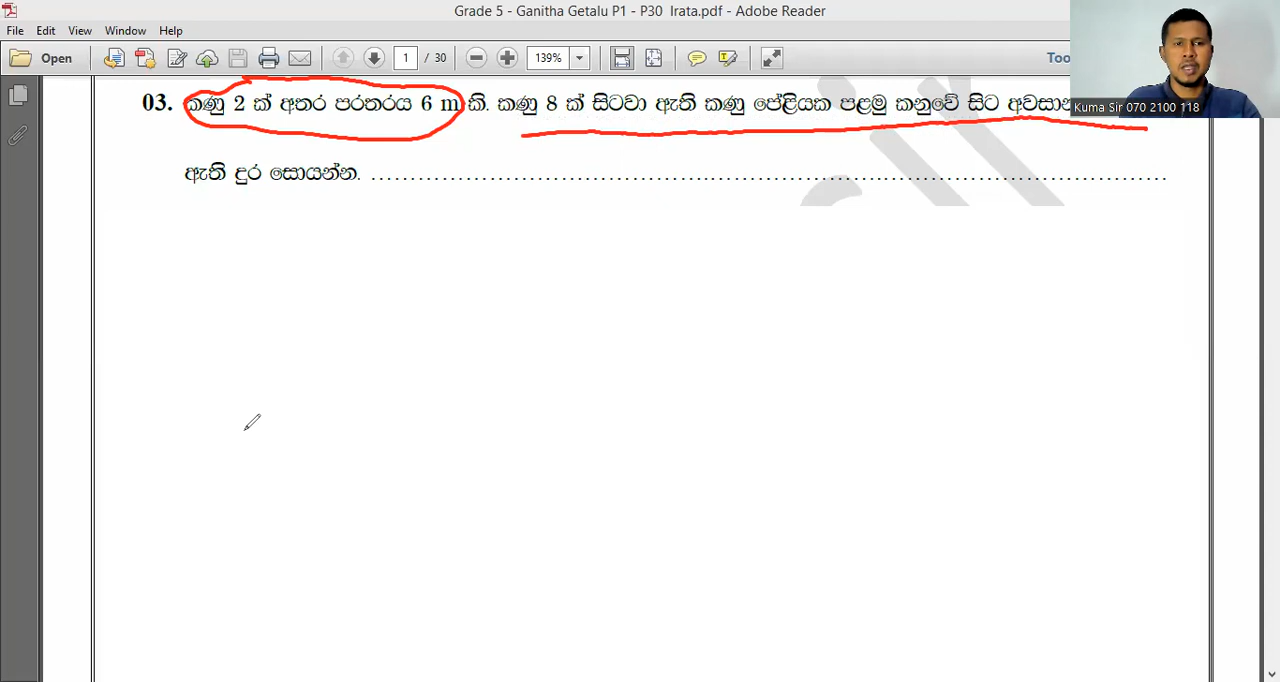 Grade 5 - Ganitha Getalu P1 - P30 Irata.pdf - Adobe Reader
File Edit View Window Help
Open 1 / 30 139% Too
Kuma Sir 070 2100 118
03. කණු 2 ක් අතර පරතරය 6 m කි. කණු 8 ක් සිටවා ඇති කණු පේළියක පළමු කනුවේ සිට
ඇති දුර සොයන්න. ................................................................................